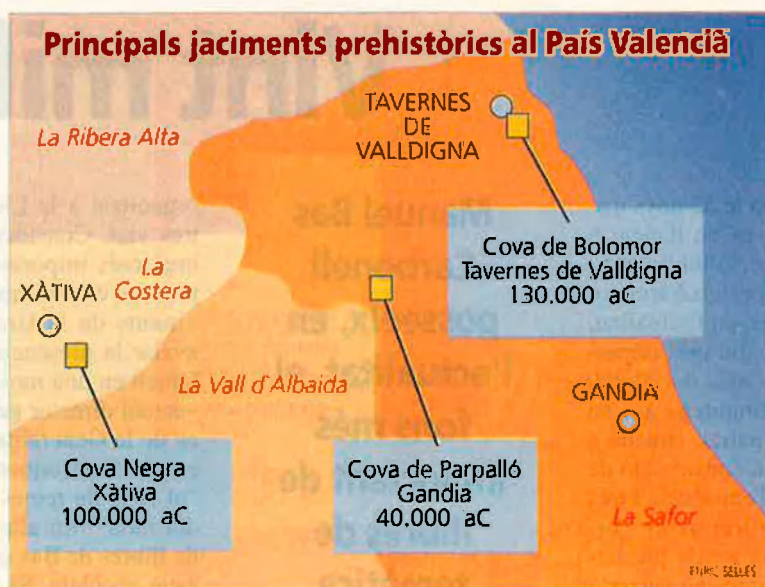 Principals jaciments prehistòrics al País Valencià
La Ribera Alta
TAVERNES
DE
VALLDIGNA
Cova de Bolomor
Tavernes de Valldigna
130.000 aC
La
Costera
XÀTIVA
La Vall d'Albaida
GANDIA
Cova Negra
Xàtiva
100.000 aC
Cova de Parpalló
Gandia
40.000 aC
La Safor